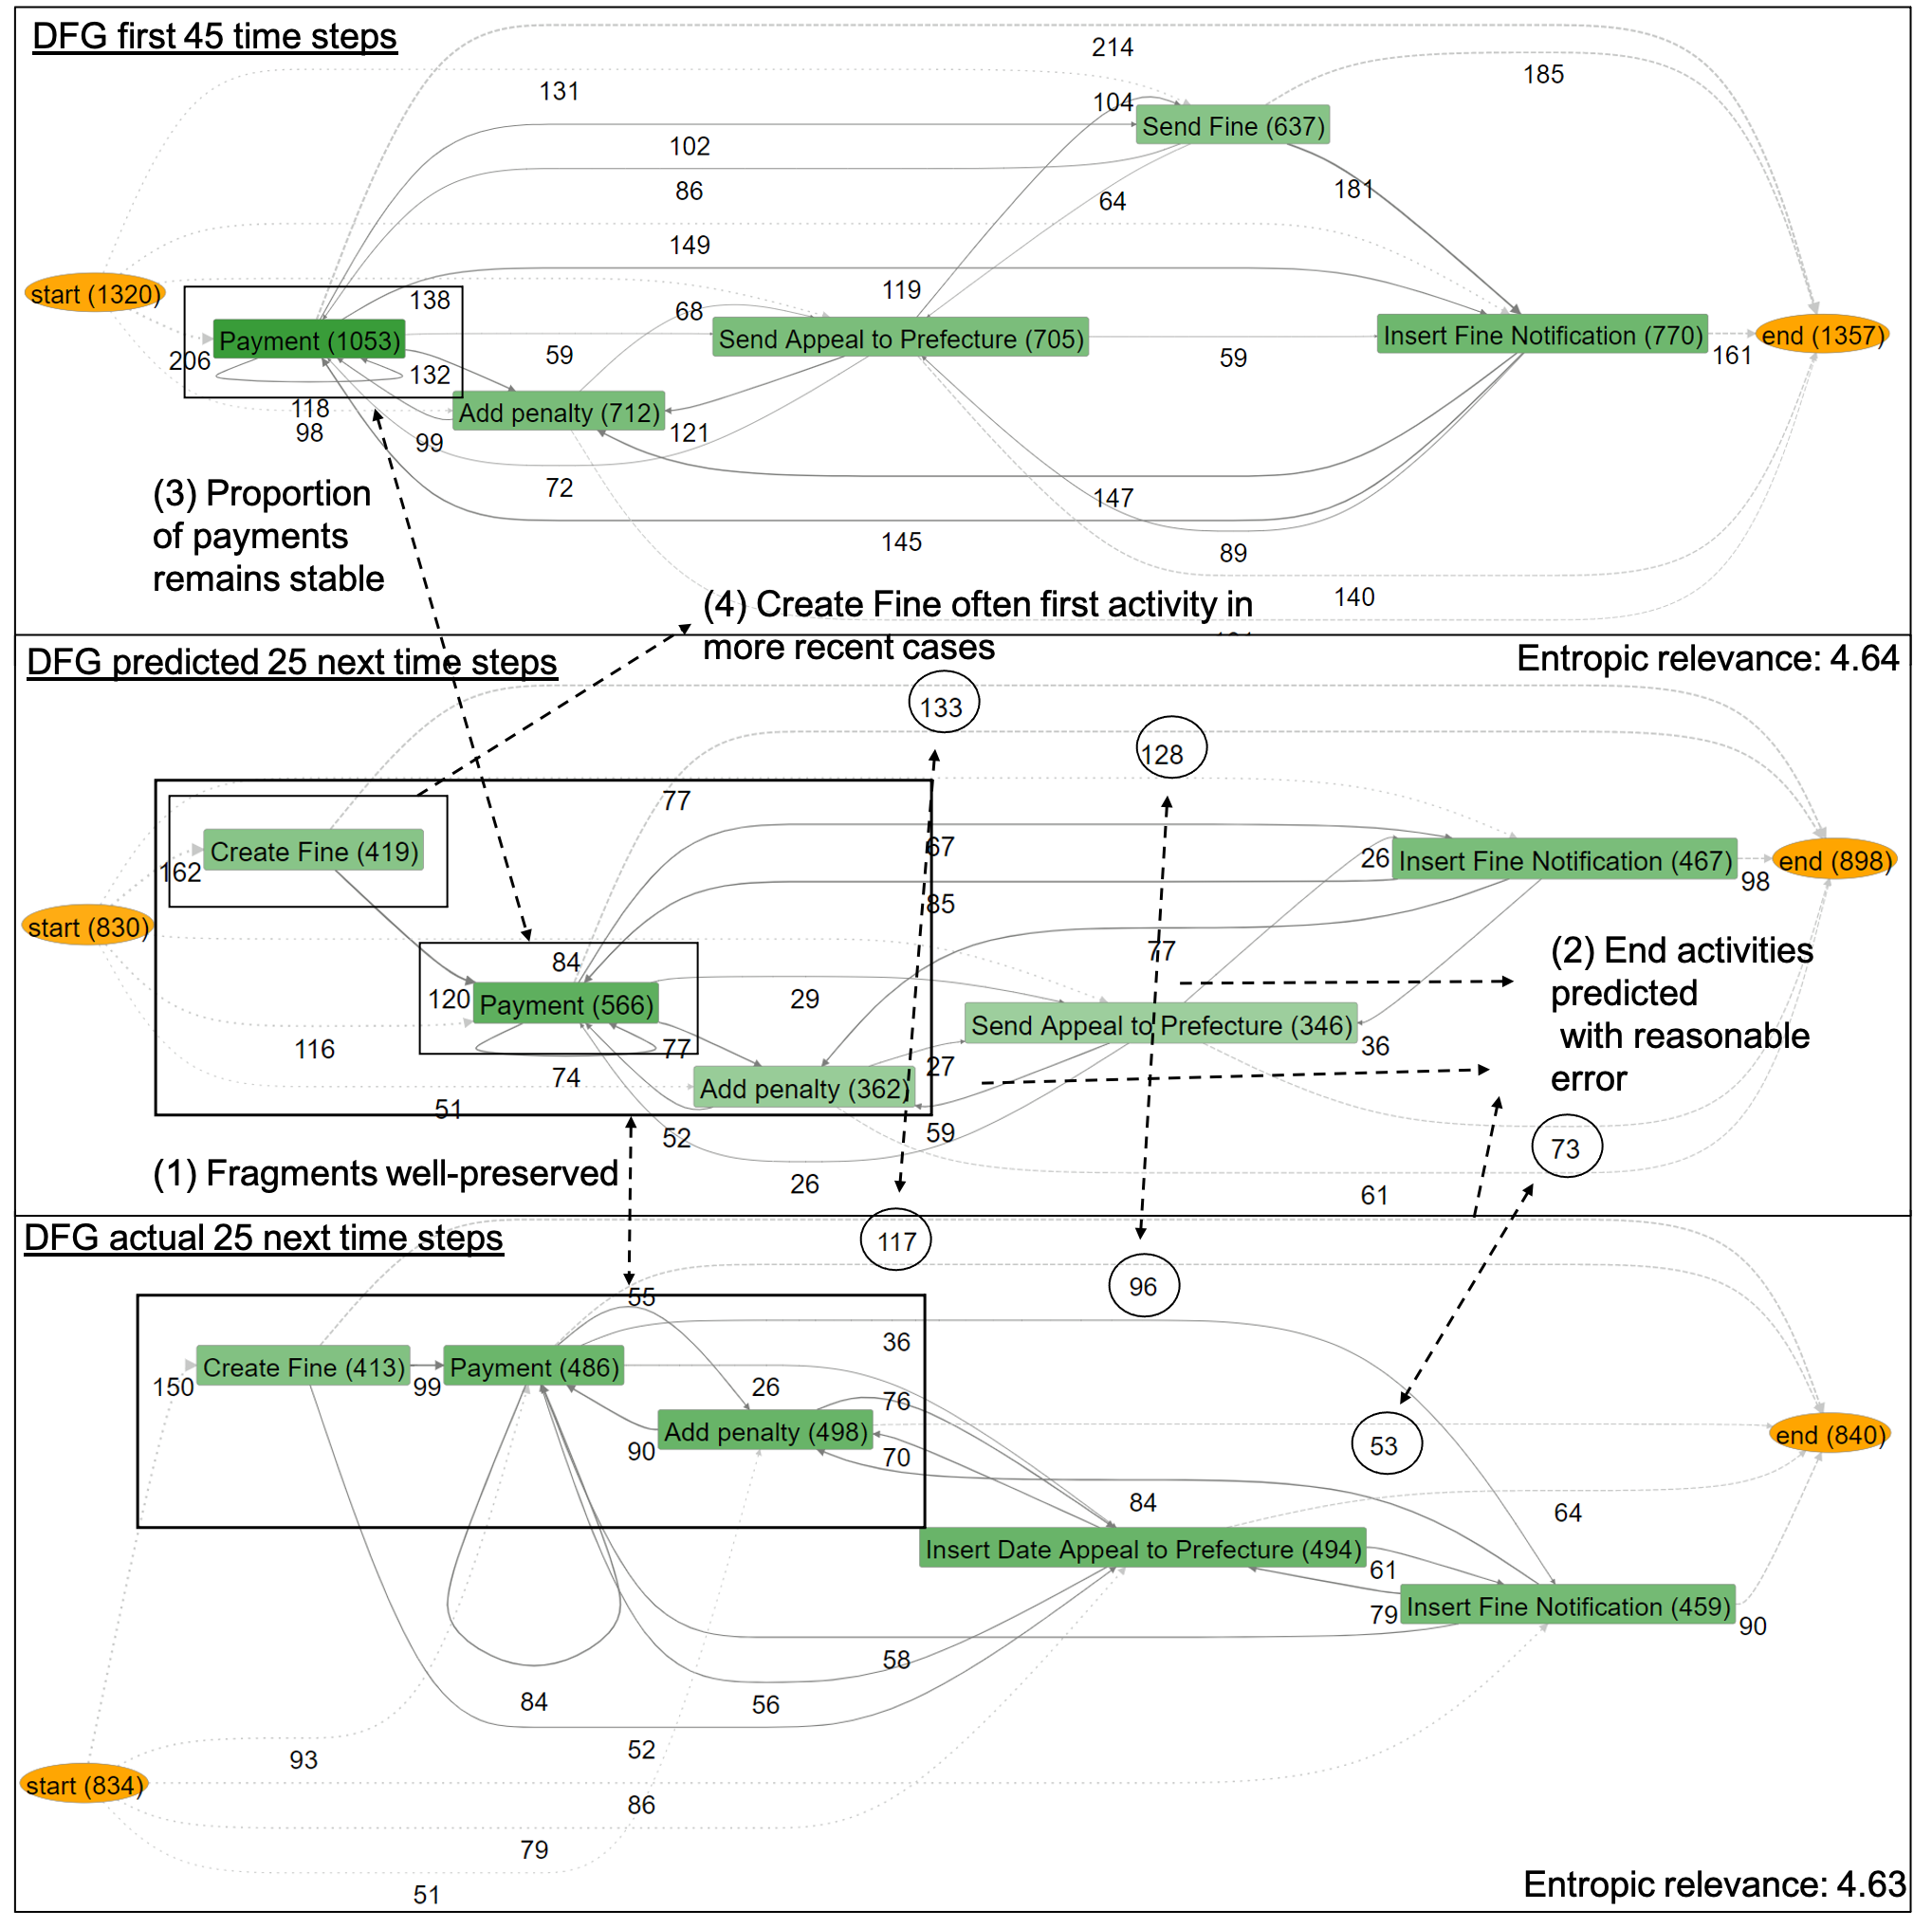 DFG first 45 time steps
214
185
131
104
Send Fine (637)
102
86
64
181
149
start (1320)
138
119
68
Payment (1053)
Send Appeal to Prefecture (705)
Insert Fine Notification (770)
end (1357)
206
59
59
161
132
118
Add penalty (712)
98
99
121
72
147
145
89
140
(3) Proportion
of payments
remains stable
(4) Create Fine often first activity in
more recent cases
DFG predicted 25 next time steps
Entropic relevance: 4.64
133
128
77
67
Create Fine (419)
162
26
Insert Fine Notification (467)
end (898)
98
85
start (830)
77
84
120
Payment (566)
29
Send Appeal to Prefecture (346)
36
116
77
27
74
Add penalty (362)
51
52
59
26
61
(2) End activities
predicted
with reasonable
error
73
(1) Fragments well-preserved
DFG actual 25 next time steps
117
96
55
36
Create Fine (413)
Payment (486)
150
99
26
76
Add penalty (498)
90
70
53
end (840)
84
64
Insert Date Appeal to Prefecture (494)
61
79
Insert Fine Notification (459)
90
58
84
56
52
93
start (834)
86
79
51
Entropic relevance: 4.63